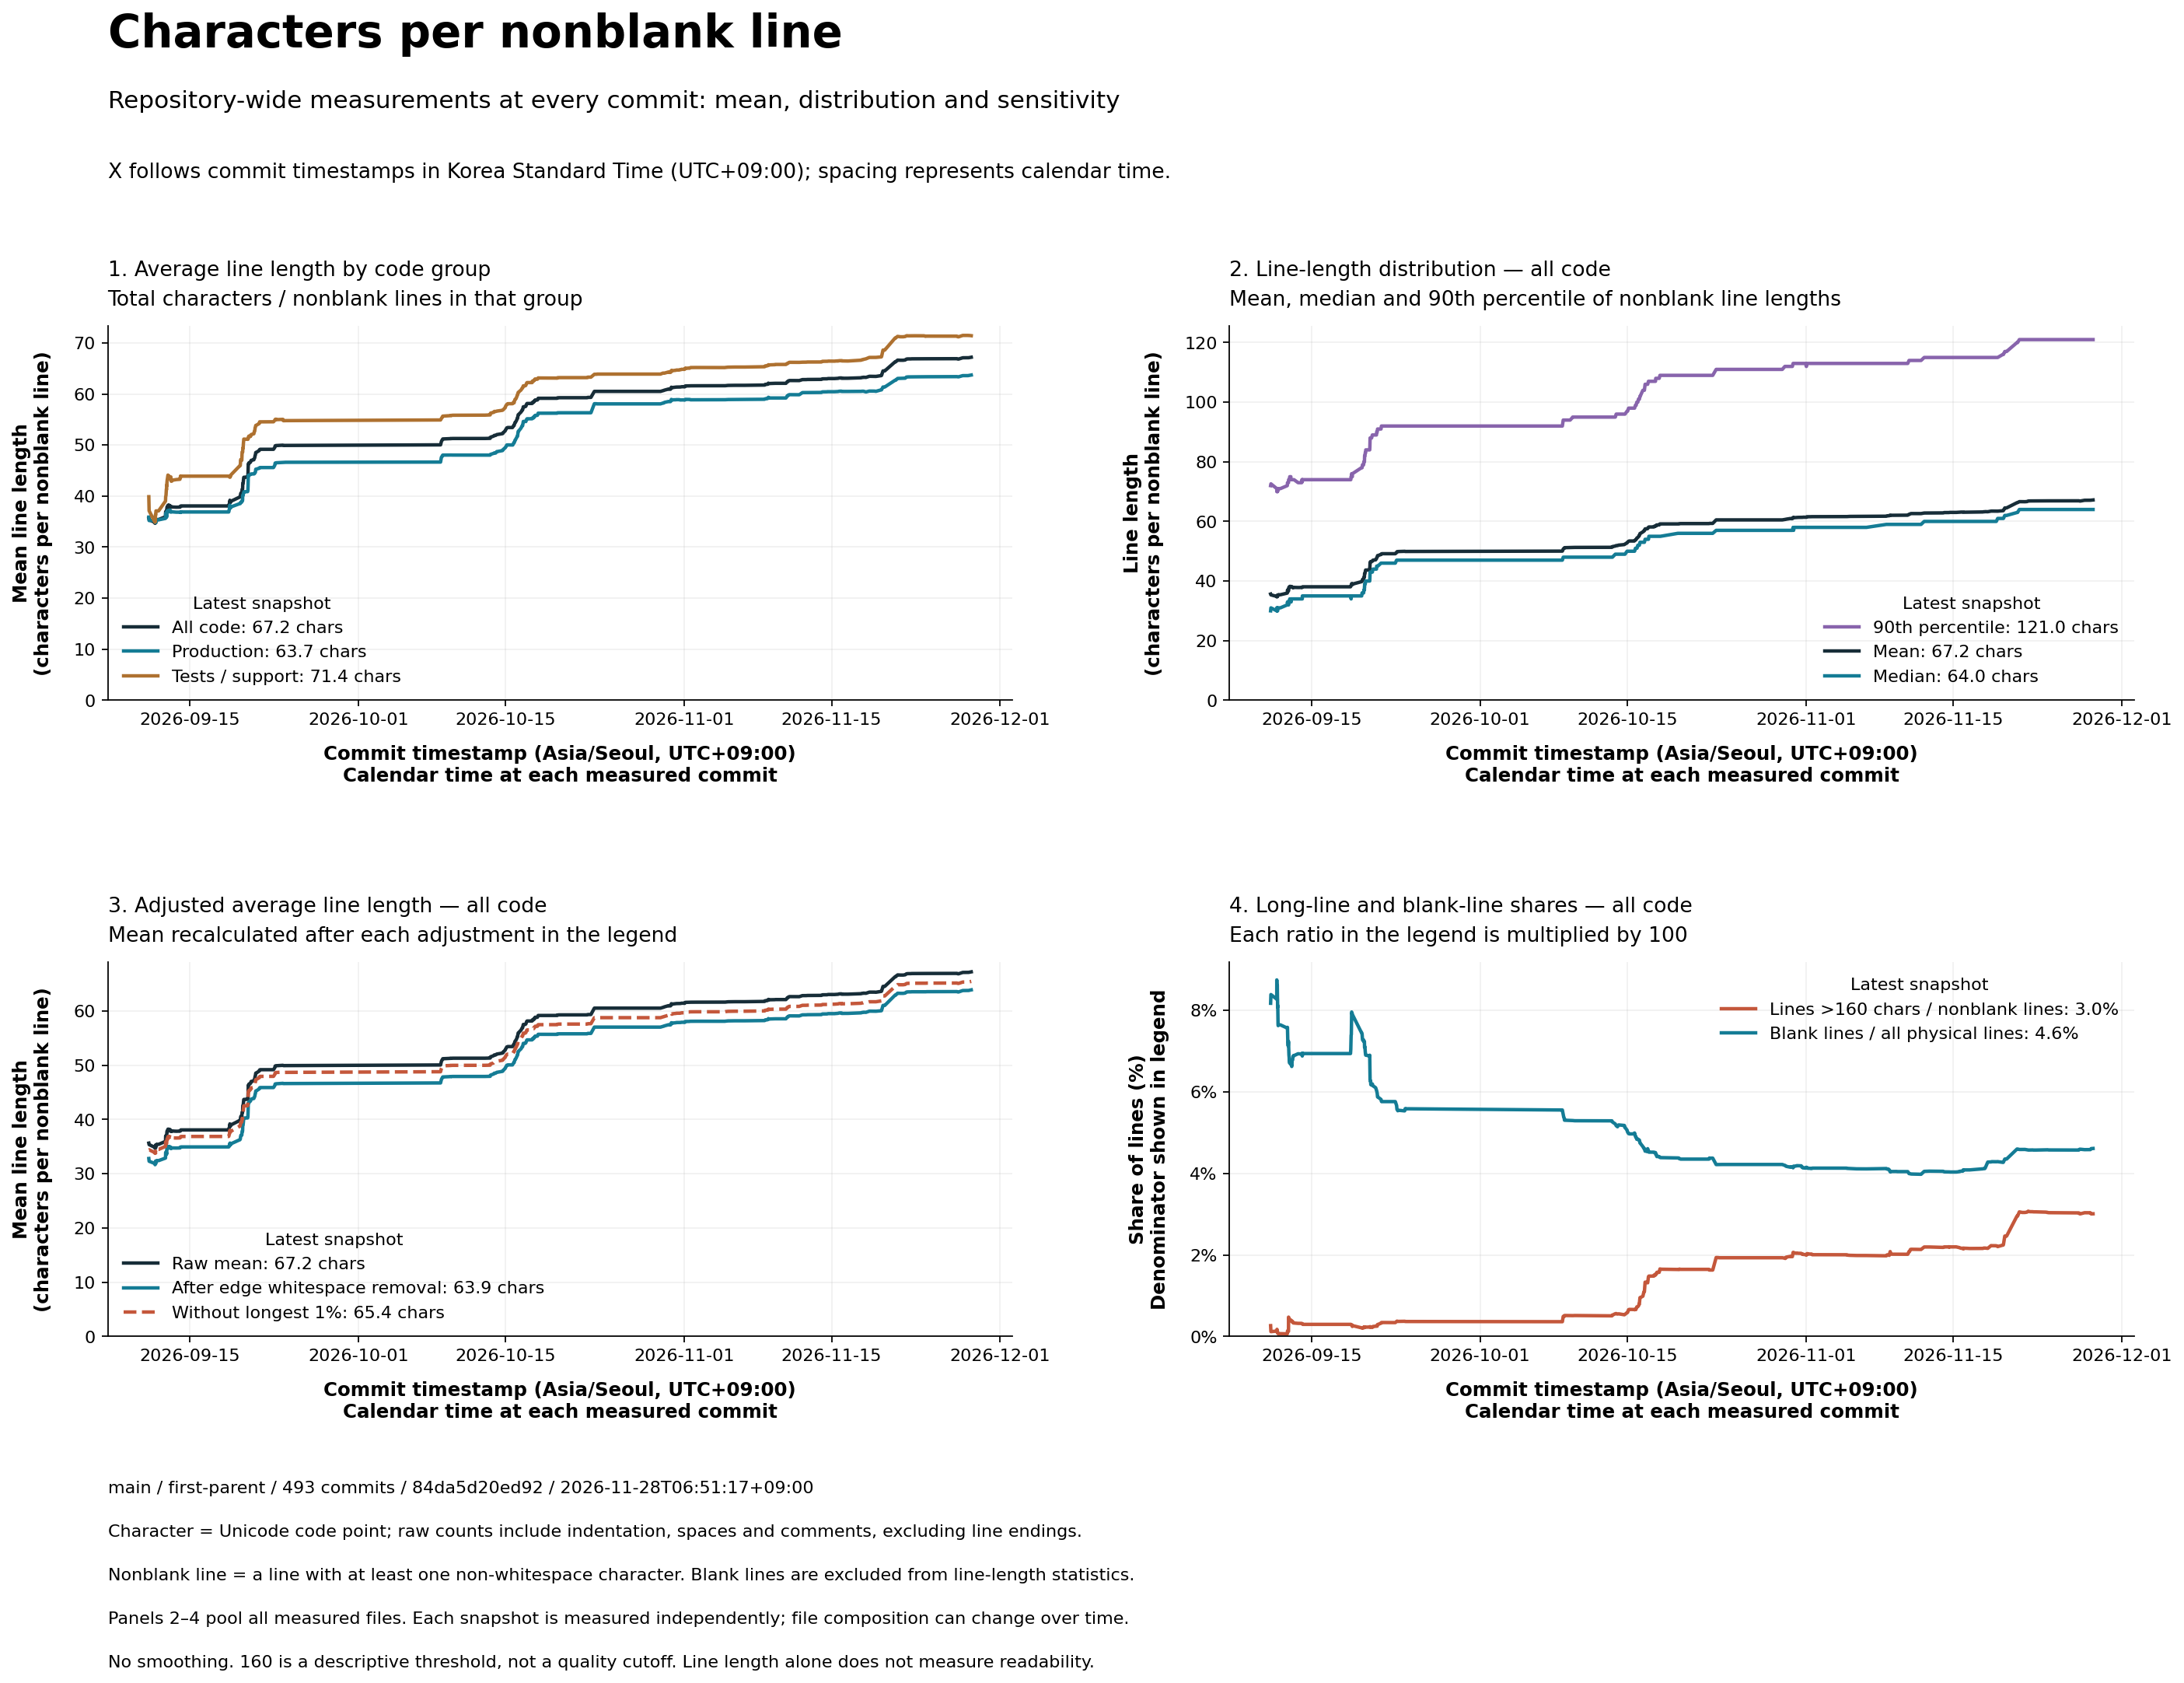 Characters per nonblank line
Repository-wide measurements at every commit: mean, distribution and sensitivity
X follows commit timestamps in Korea Standard Time (UTC+09:00); spacing represents calendar time.
1. Average line length by code group
Total characters / nonblank lines in that group
Mean line length
(characters per nonblank line)
70
60
50
40
30
20
10
0
Latest snapshot
All code: 67.2 chars
Production: 63.7 chars
Tests / support: 71.4 chars
2026-09-15
2026-10-01
2026-10-15
2026-11-01
2026-11-15
2026-12-01
Commit timestamp (Asia/Seoul, UTC+09:00)
Calendar time at each measured commit
2. Line-length distribution — all code
Mean, median and 90th percentile of nonblank line lengths
Line length
(characters per nonblank line)
120
100
80
60
40
20
0
Latest snapshot
90th percentile: 121.0 chars
Mean: 67.2 chars
Median: 64.0 chars
2026-09-15
2026-10-01
2026-10-15
2026-11-01
2026-11-15
2026-12-01
Commit timestamp (Asia/Seoul, UTC+09:00)
Calendar time at each measured commit
3. Adjusted average line length — all code
Mean recalculated after each adjustment in the legend
Mean line length
(characters per nonblank line)
60
50
40
30
20
10
0
Latest snapshot
Raw mean: 67.2 chars
After edge whitespace removal: 63.9 chars
Without longest 1%: 65.4 chars
2026-09-15
2026-10-01
2026-10-15
2026-11-01
2026-11-15
2026-12-01
Commit timestamp (Asia/Seoul, UTC+09:00)
Calendar time at each measured commit
4. Long-line and blank-line shares — all code
Each ratio in the legend is multiplied by 100
Share of lines (%)
Denominator shown in legend
8%
6%
4%
2%
0%
Latest snapshot
Lines >160 chars / nonblank lines: 3.0%
Blank lines / all physical lines: 4.6%
2026-09-15
2026-10-01
2026-10-15
2026-11-01
2026-11-15
2026-12-01
Commit timestamp (Asia/Seoul, UTC+09:00)
Calendar time at each measured commit
main / first-parent / 493 commits / 84da5d20ed92 / 2026-11-28T06:51:17+09:00
Character = Unicode code point; raw counts include indentation, spaces and comments, excluding line endings.
Nonblank line = a line with at least one non-whitespace character. Blank lines are excluded from line-length statistics.
Panels 2–4 pool all measured files. Each snapshot is measured independently; file composition can change over time.
No smoothing. 160 is a descriptive threshold, not a quality cutoff. Line length alone does not measure readability.